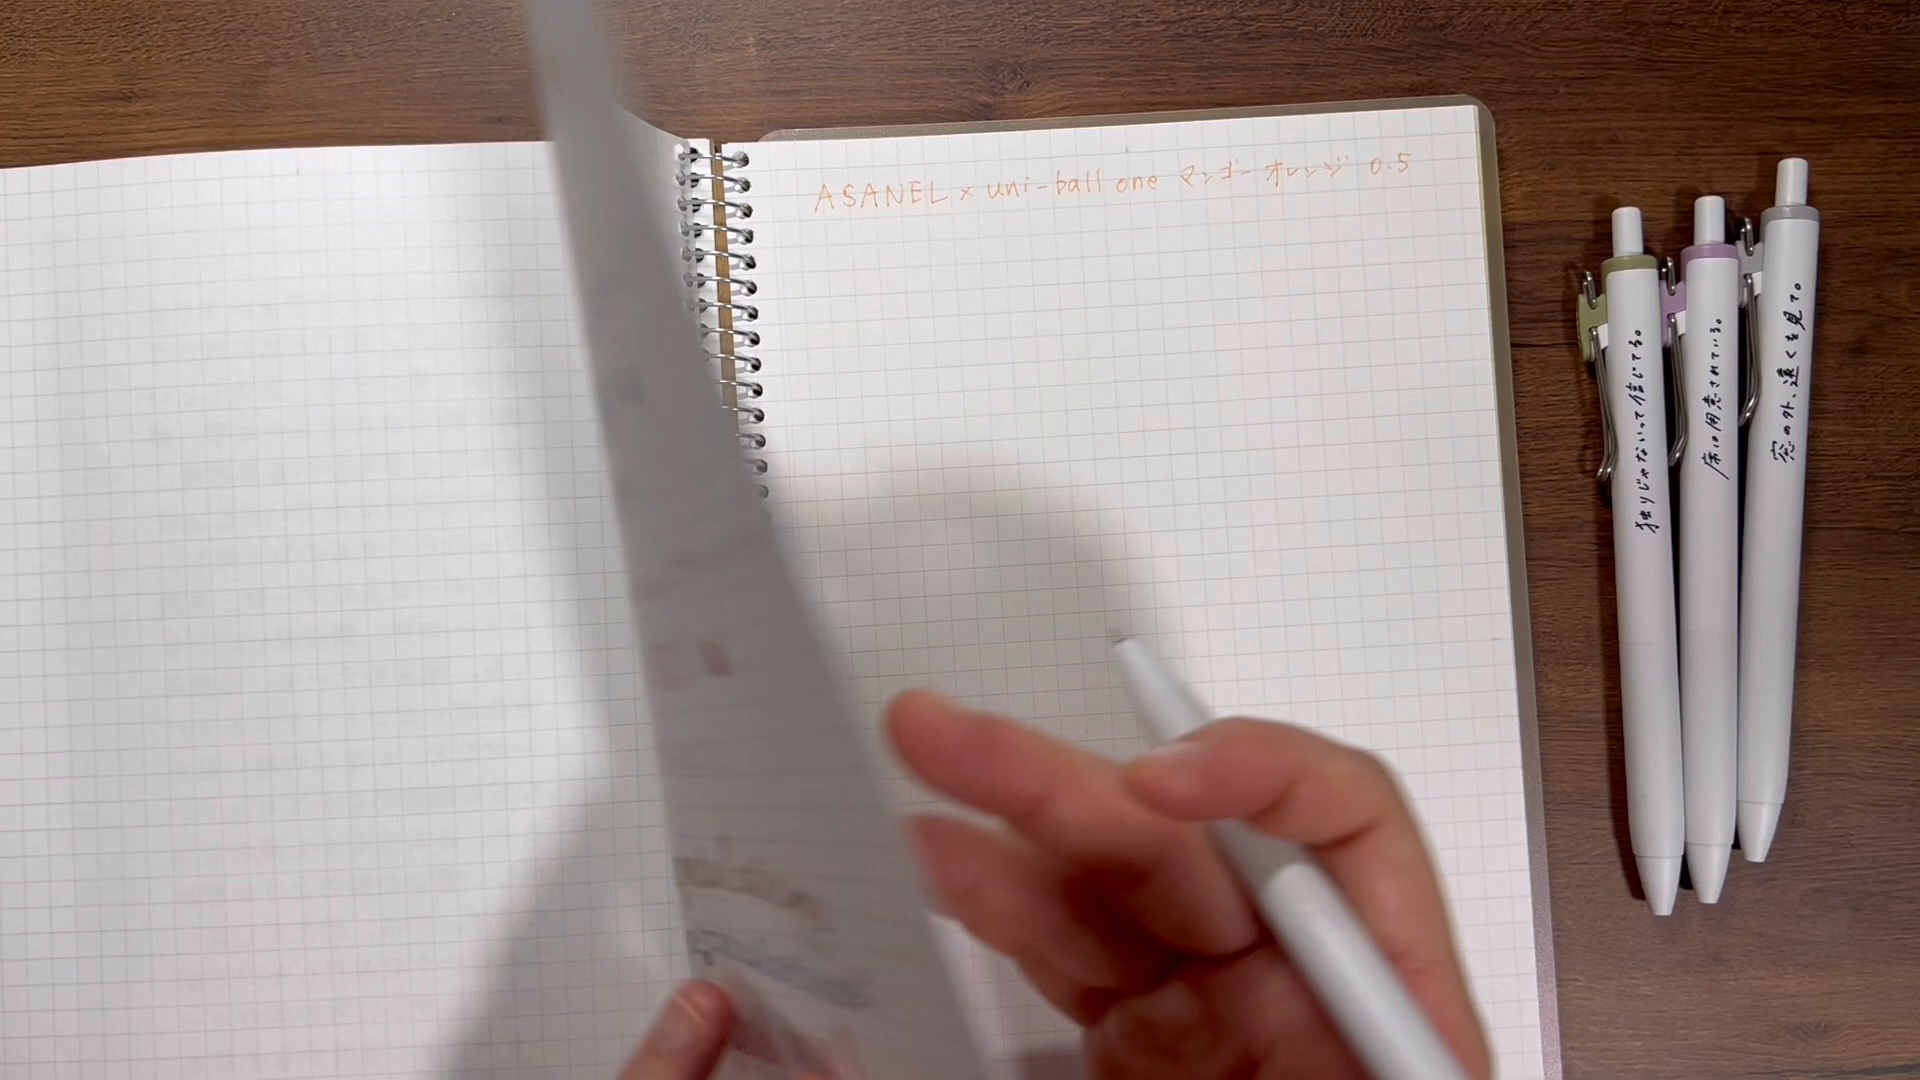 ASANEL × uni-ball one マンゴーオレンジ 0.5
独りじゃないって信じてる。
席は用意されている。
窓の外、遠くを見て。